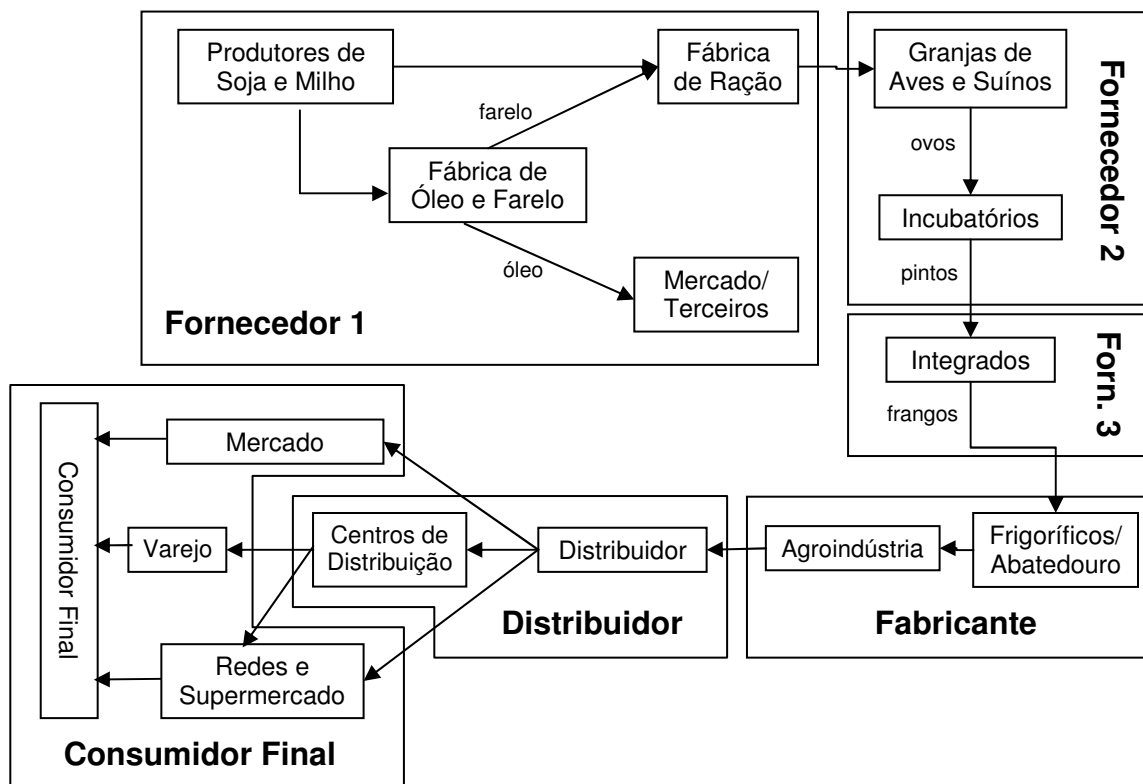 Produtores de
Soja e Milho
Fábrica
de Ração
farelo
Fábrica de
Óleo e Farelo
óleo
Mercado/
Terceiros
Fornecedor 1
Granjas de
Aves e Suínos
ovos
Incubatórios
pintos
Fornecedor 2
Integrados
frangos
Forn. 3
Frigoríficos/
Abatedouro
Agroindústria
Fabricante
Distribuidor
Centros de
Distribuição
Distribuidor
Mercado
Varejo
Redes e
Supermercado
Consumidor Final
Consumidor Final